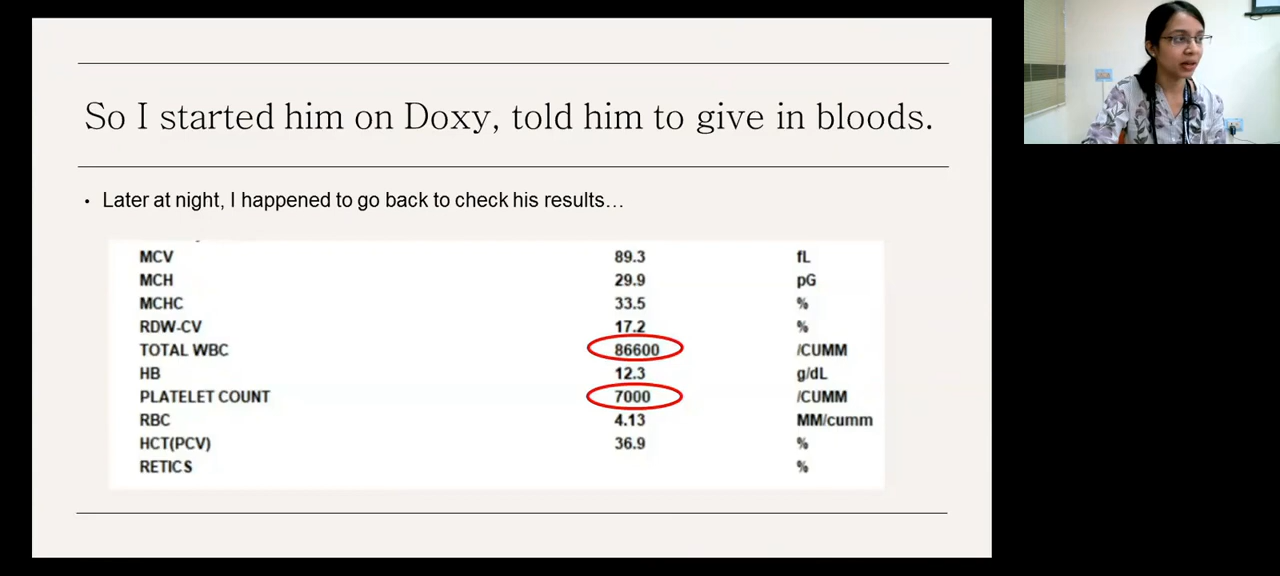 So I started him on Doxy, told him to give in bloods.
• Later at night, I happened to go back to check his results...
MCV 89.3 fL
MCH 29.9 pG
MCHC 33.5 %
RDW-CV 17.2 %
TOTAL WBC 86600 /CUMM
HB 12.3 g/dL
PLATELET COUNT 7000 /CUMM
RBC 4.13 MM/cumm
HCT(PCV) 36.9 %
RETICS %